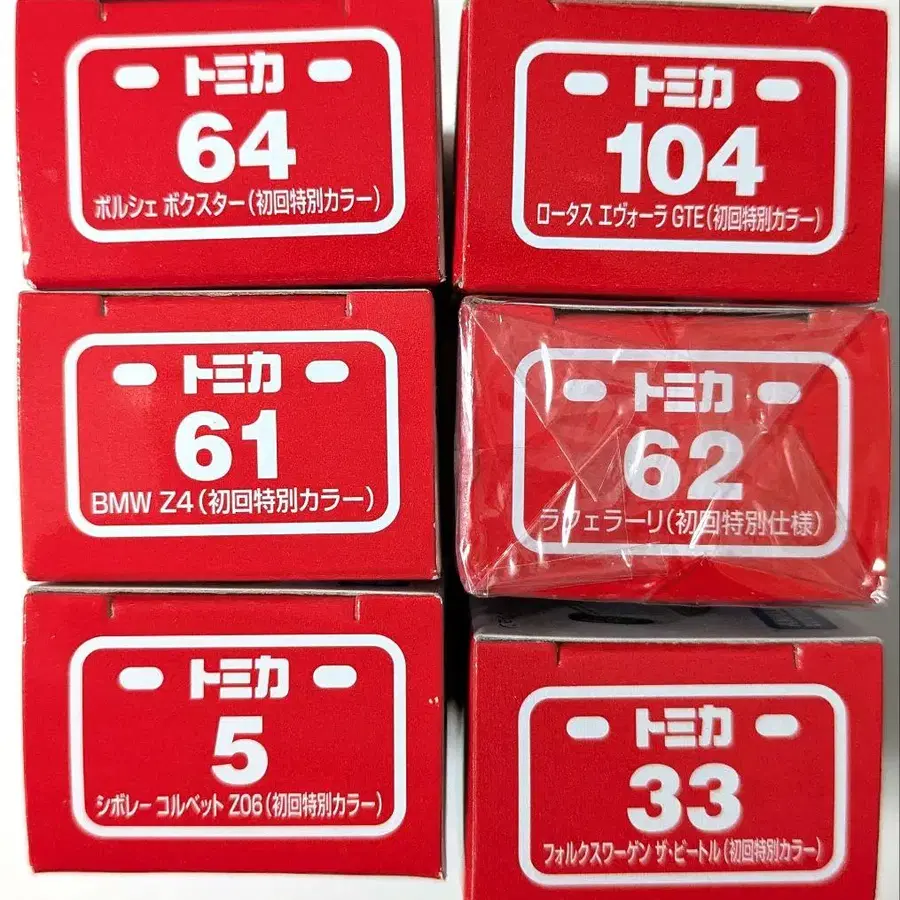 トミカ
64
ポルシェ ボクスター(初回特別カラー)
トミカ
104
ロータス エヴォーラ GTE(初回特別カラー)
トミカ
61
BMW Z4(初回特別カラー)
トミカ
62
ラフェラーリ(初回特別仕様)
トミカ
5
シボレー コルベット Z06(初回特別カラー)
トミカ
33
フォルクスワーゲン ザ・ビートル(初回特別カラー)